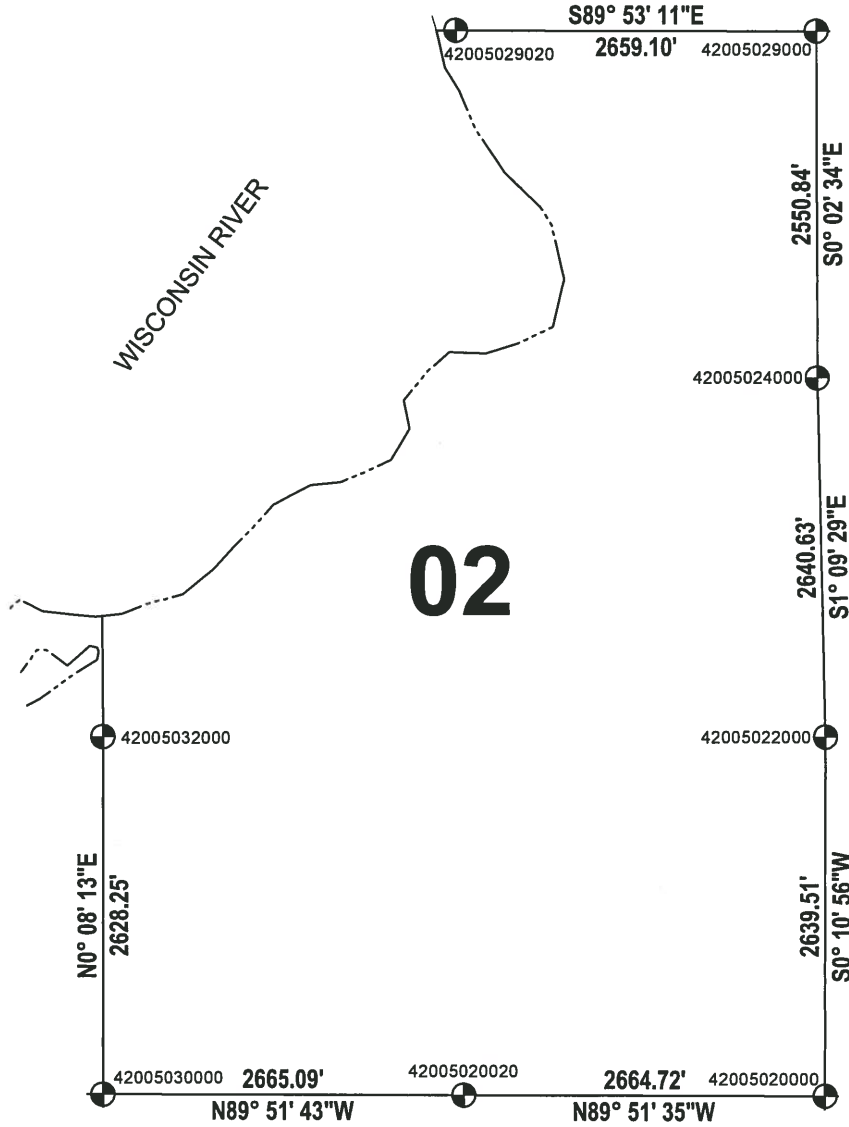 S89° 53' 11"E
2659.10'
42005029020
42005029000
WISCONSIN RIVER
2550.84'
S0° 02' 34"E
42005024000
02
2640.63'
S1° 09' 29"E
42005032000
42005022000
N0° 08' 13"E
2628.25'
2639.51'
S0° 10' 56"W
42005030000
2665.09'
42005020020
2664.72'
42005020000
N89° 51' 43"W
N89° 51' 35"W